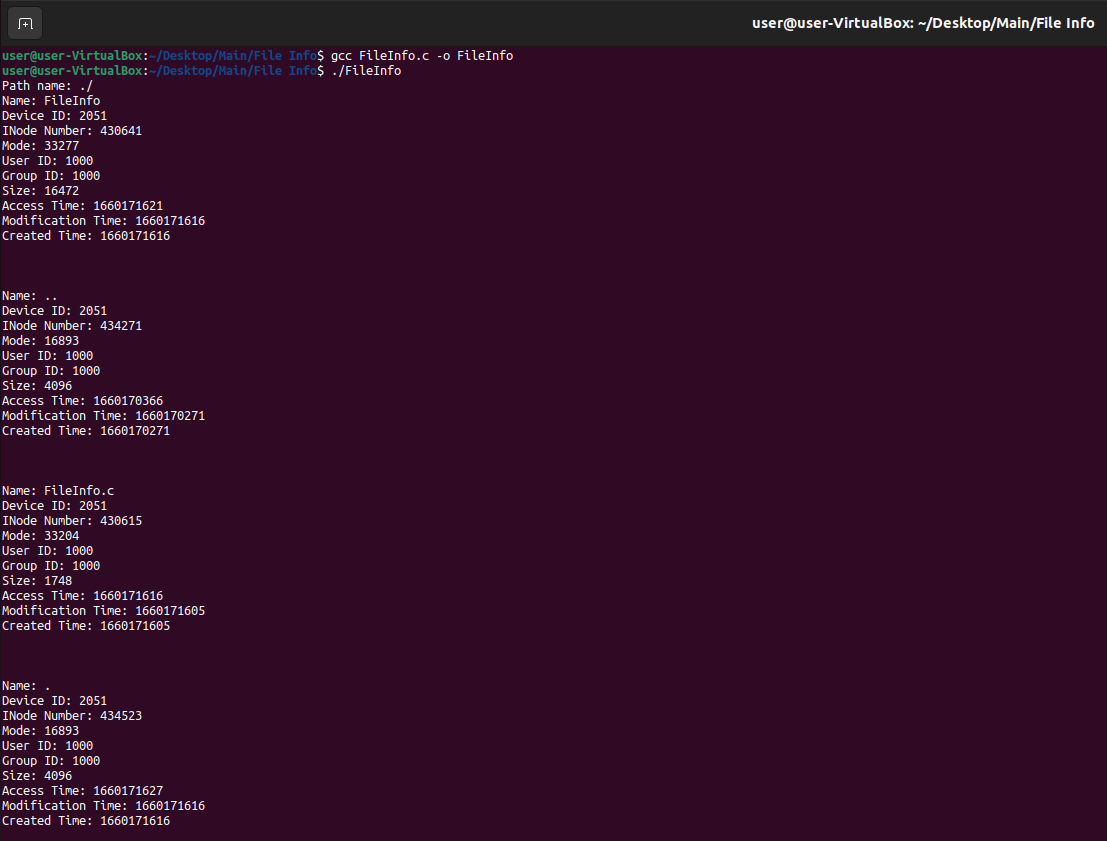 user@user-VirtualBox: ~/Desktop/Main/File Info
user@user-VirtualBox:~/Desktop/Main/File Info$ gcc FileInfo.c -o FileInfo
user@user-VirtualBox:~/Desktop/Main/File Info$ ./FileInfo
Path name: ./
Name: FileInfo
Device ID: 2051
INode Number: 430641
Mode: 33277
User ID: 1000
Group ID: 1000
Size: 16472
Access Time: 1660171621
Modification Time: 1660171616
Created Time: 1660171616
Name: ..
Device ID: 2051
INode Number: 434271
Mode: 16893
User ID: 1000
Group ID: 1000
Size: 4096
Access Time: 1660170366
Modification Time: 1660170271
Created Time: 1660170271
Name: FileInfo.c
Device ID: 2051
INode Number: 430615
Mode: 33204
User ID: 1000
Group ID: 1000
Size: 1748
Access Time: 1660171616
Modification Time: 1660171605
Created Time: 1660171605
Name: .
Device ID: 2051
INode Number: 434523
Mode: 16893
User ID: 1000
Group ID: 1000
Size: 4096
Access Time: 1660171627
Modification Time: 1660171616
Created Time: 1660171616